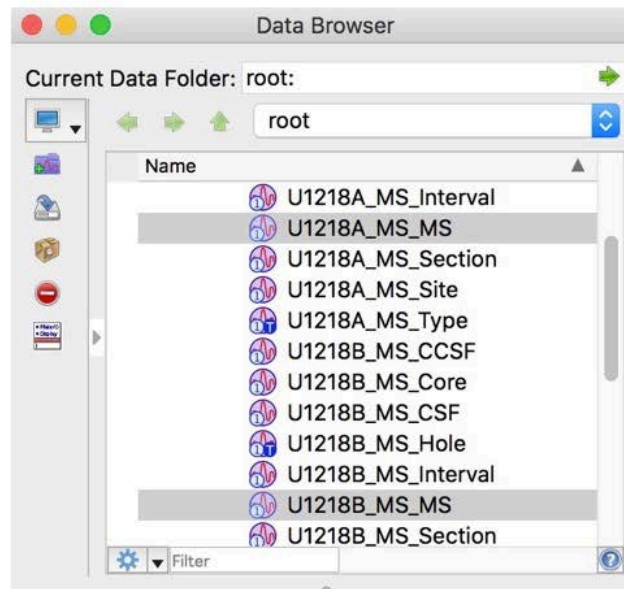 Data Browser
Current Data Folder: root:
root
Name
U1218A_MS_Interval
U1218A_MS_MS
U1218A_MS_Section
U1218A_MS_Site
U1218A_MS_Type
U1218B_MS_CCSF
U1218B_MS_Core
U1218B_MS_CSF
U1218B_MS_Hole
U1218B_MS_Interval
U1218B_MS_MS
U1218B_MS_Section
Filter